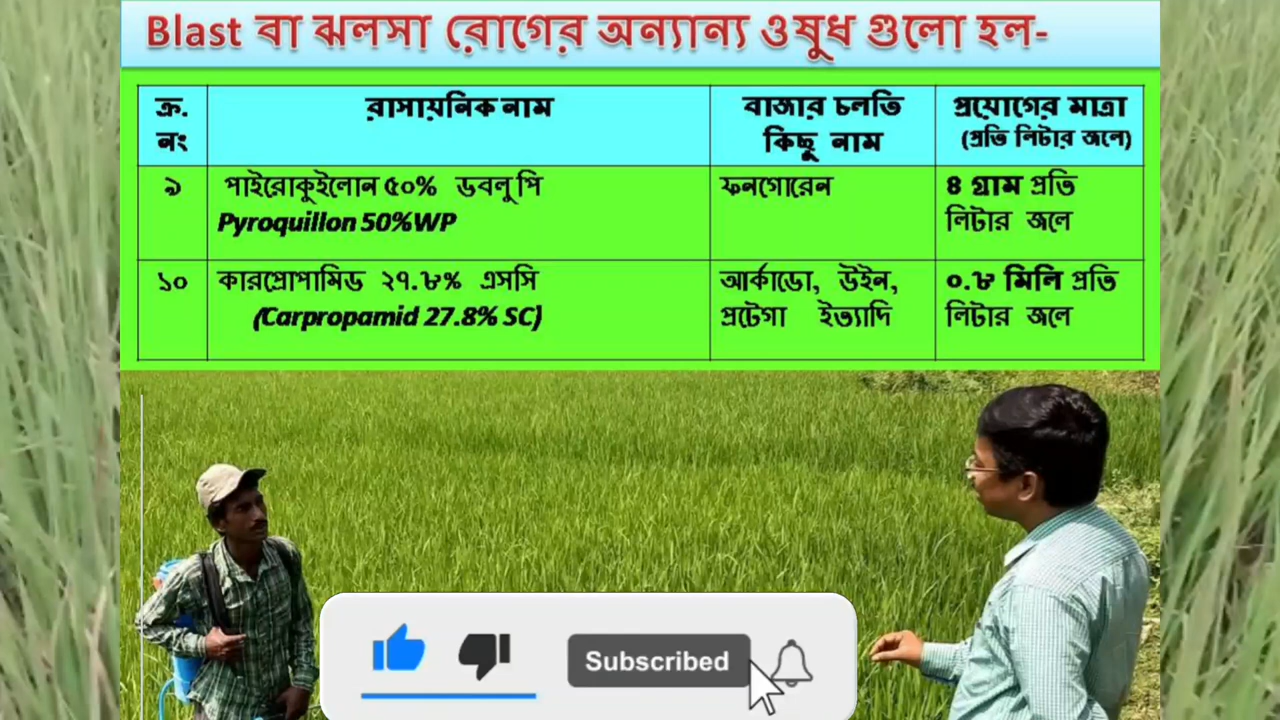 Blast বা ঝলসা রোগের অন্যান্য ওষুধ গুলো হল-
ক্র. নং
রাসায়নিক নাম
বাজার চলতি কিছু নাম
প্রযোগের মাত্রা (প্রতি লিটার জলে)
৯
পাইরোকুইলোন ৫০% ডবলু পি
Pyroquillon 50%WP
ফনগোরেন
৪ গ্রাম প্রতি লিটার জলে
১০
কারপ্রোপামিড ২৭.৮% এসসি
(Carpropamid 27.8% SC)
আর্কাডো, উইন,
প্রটেগা ইত্যাদি
০.৮ মিলি প্রতি লিটার জলে
Subscribed